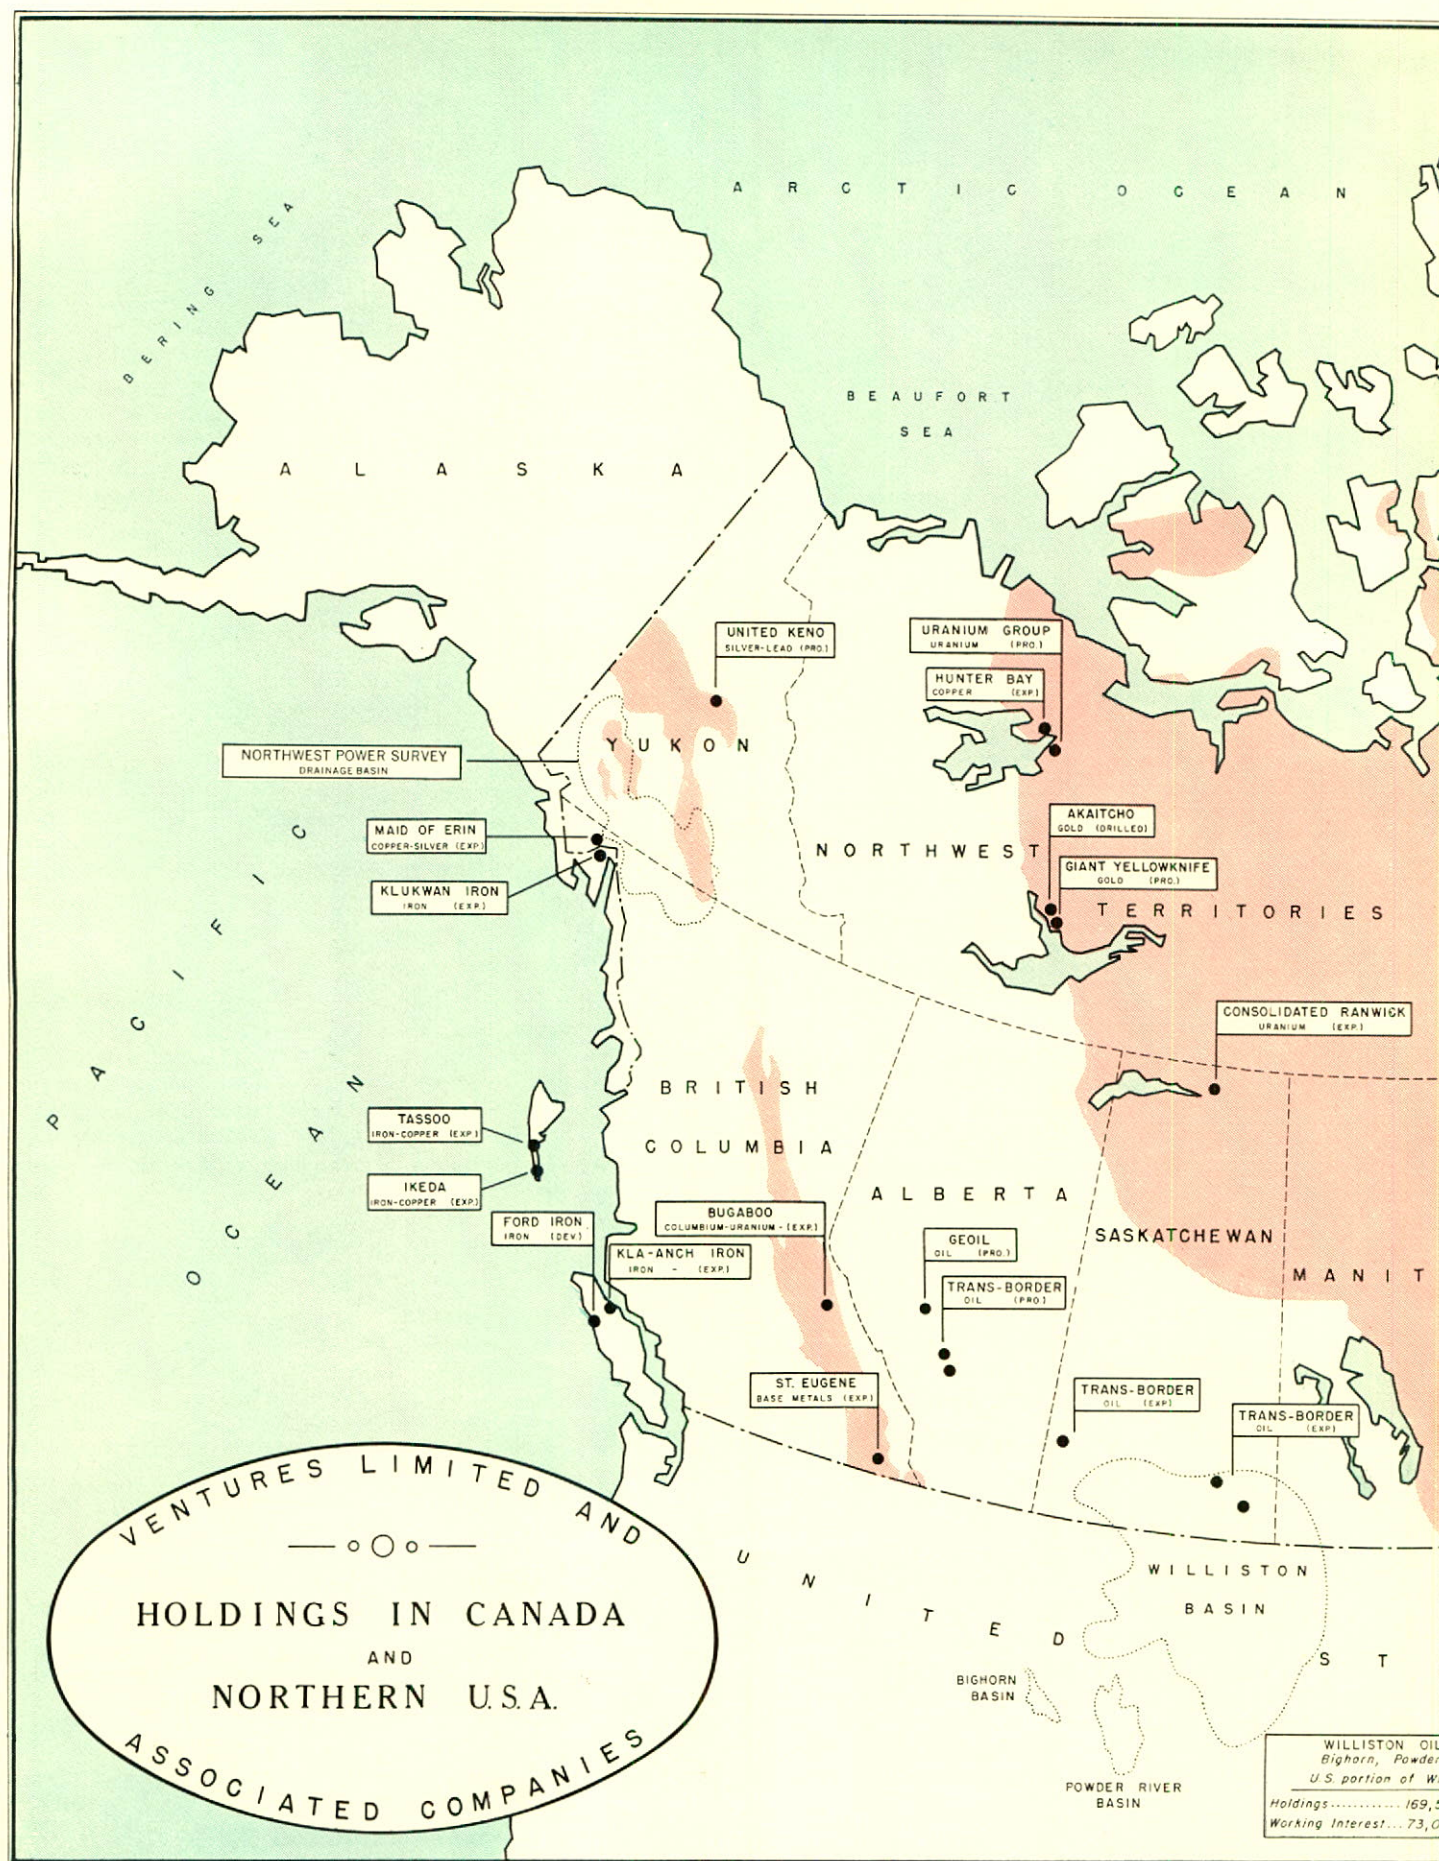 ARCTIC OCEAN
BERING SEA
BEAUFORT
SEA
ALASKA
UNITED KENO
SILVER-LEAD (PRO.)
URANIUM GROUP
URANIUM (PRO.)
HUNTER BAY
COPPER (EXP.)
YUKON
NORTHWEST POWER SURVEY
DRAINAGE BASIN
MAID OF ERIN
COPPER-SILVER (EXP.)
KLUKWAN IRON
IRON (EXP.)
AKAITCHO
GOLD (DRILLED)
NORTHWEST
GIANT YELLOWKNIFE
GOLD (PRO.)
TERRITORIES
PACIFIC
OCEAN
CONSOLIDATED RANWICK
URANIUM (EXP.)
BRITISH
COLUMBIA
TASSOO
IRON-COPPER (EXP.)
IKEDA
IRON-COPPER (EXP.)
ALBERTA
FORD IRON
IRON (DEV.)
BUGABOO
COLUMBIUM-URANIUM-(EXP.)
SASKATCHEWAN
KLA-ANCH IRON
IRON - (EXP.)
GEOIL
OIL (PRO.)
MANIT
TRANS-BORDER
OIL (PRO.)
ST. EUGENE
BASE METALS (EXP.)
TRANS-BORDER
OIL (EXP.)
TRANS-BORDER
OIL (EXP.)
VENTURES LIMITED AND
HOLDINGS IN CANADA
AND
NORTHERN U.S.A.
ASSOCIATED COMPANIES
UNITED ST
WILLISTON
BASIN
BIGHORN
BASIN
POWDER RIVER
BASIN
WILLISTON OIL
Bighorn, Powder
U.S. portion of W
Holdings............169,
Working Interest...73,0